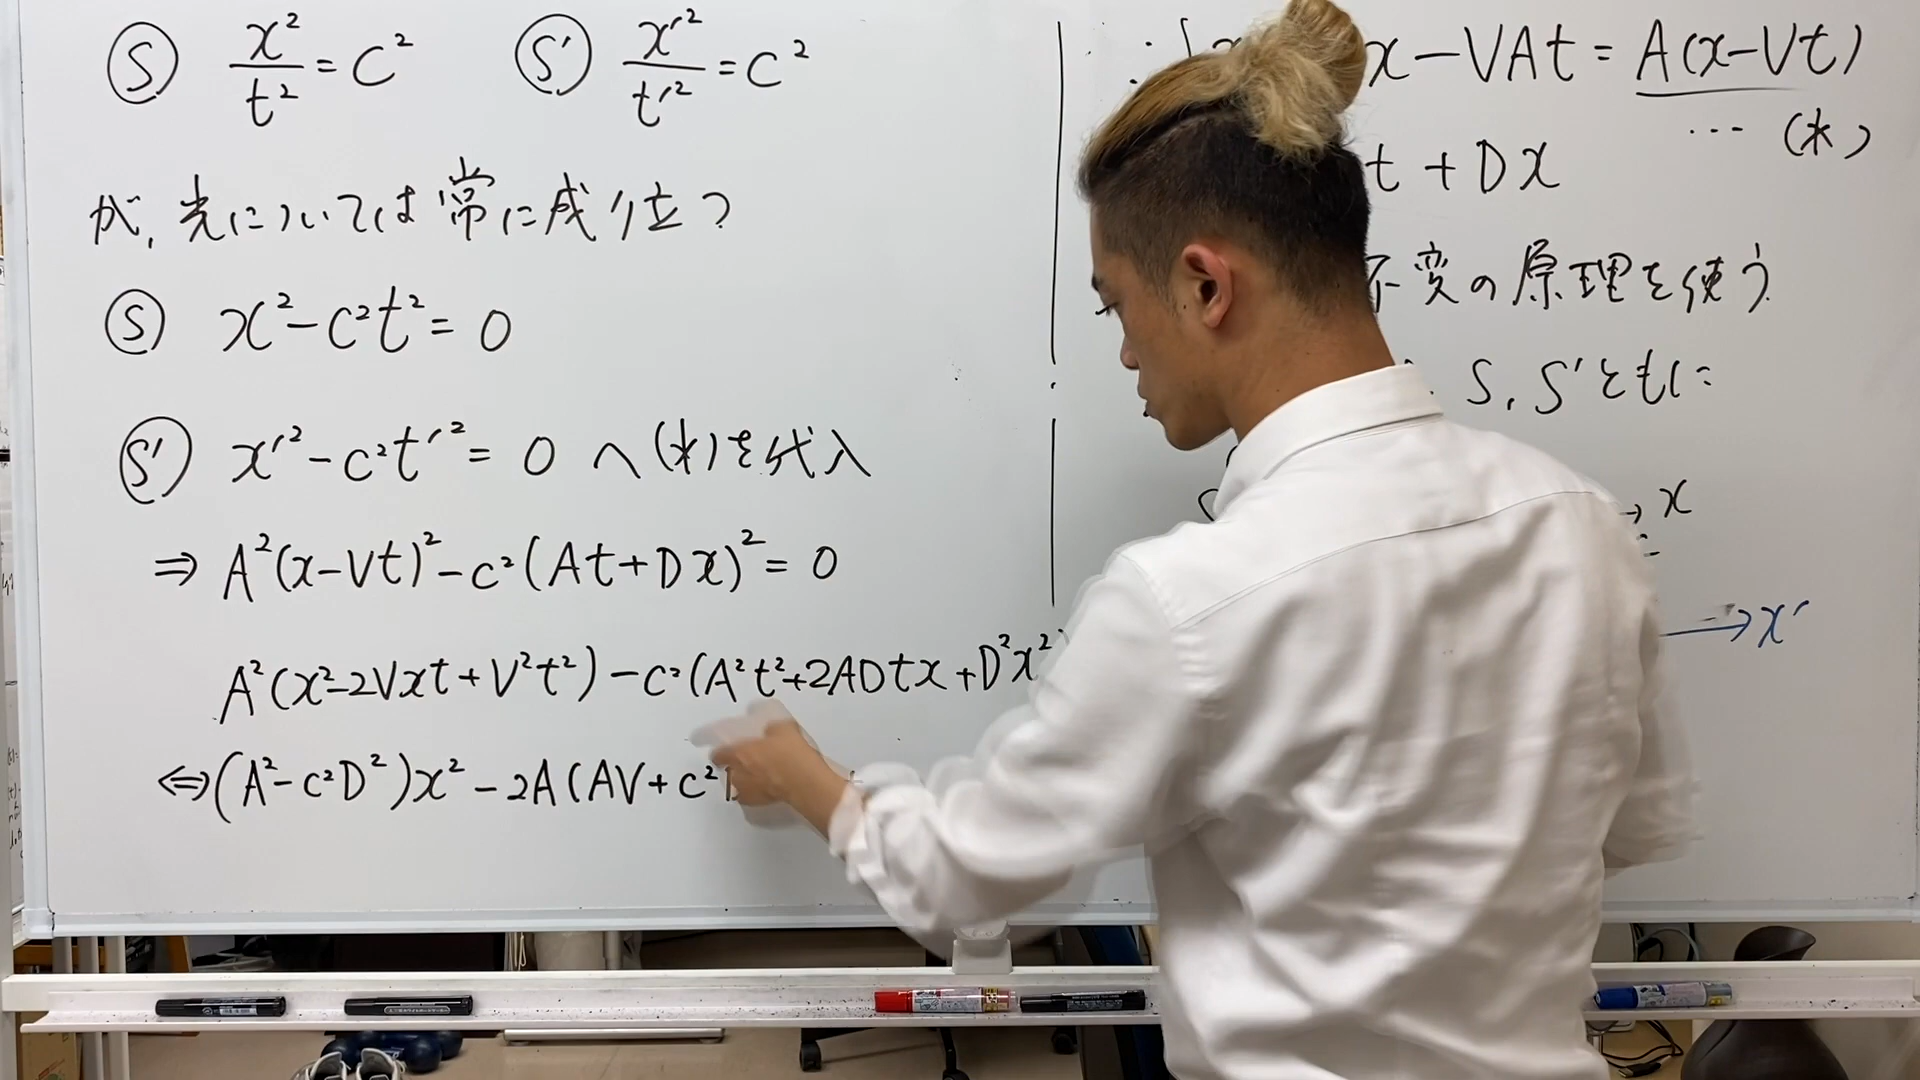 Ⓢ x²/t² = C²  Ⓢ' x'²/t'² = C²
が, 光については常に成り立つ
Ⓢ x² - c²t² = 0
Ⓢ' x'² - c²t'² = 0 へ(*)を代入
⇒ A²(x-Vt)² - c²(At+Dx)² = 0
A²(x²-2Vxt+V²t²) - c²(A²t²+2ADtx+D²x²)
⇔ (A²-c²D²)x² - 2A(AV+c²
x-VAt = A(x-Vt)
… (*)
t + Dx
不変の原理を使う
S, S'ともに
→ x
→ x'